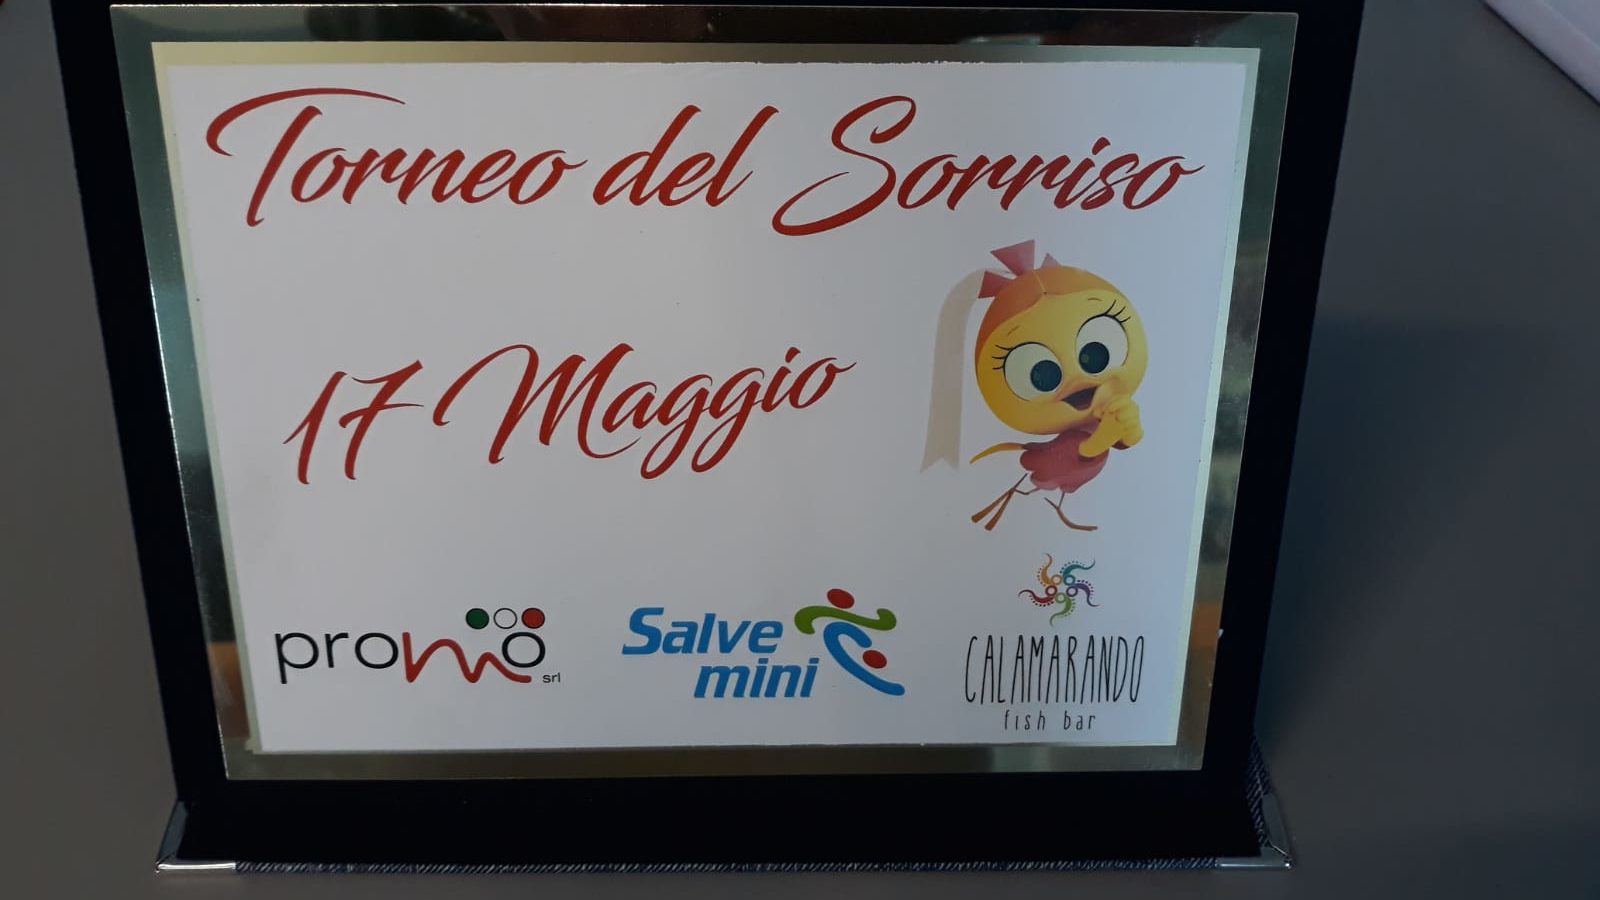 Torneo del Sorriso
17 Maggio
promo srl
Salve
mini
CALAMARANDO
fish bar